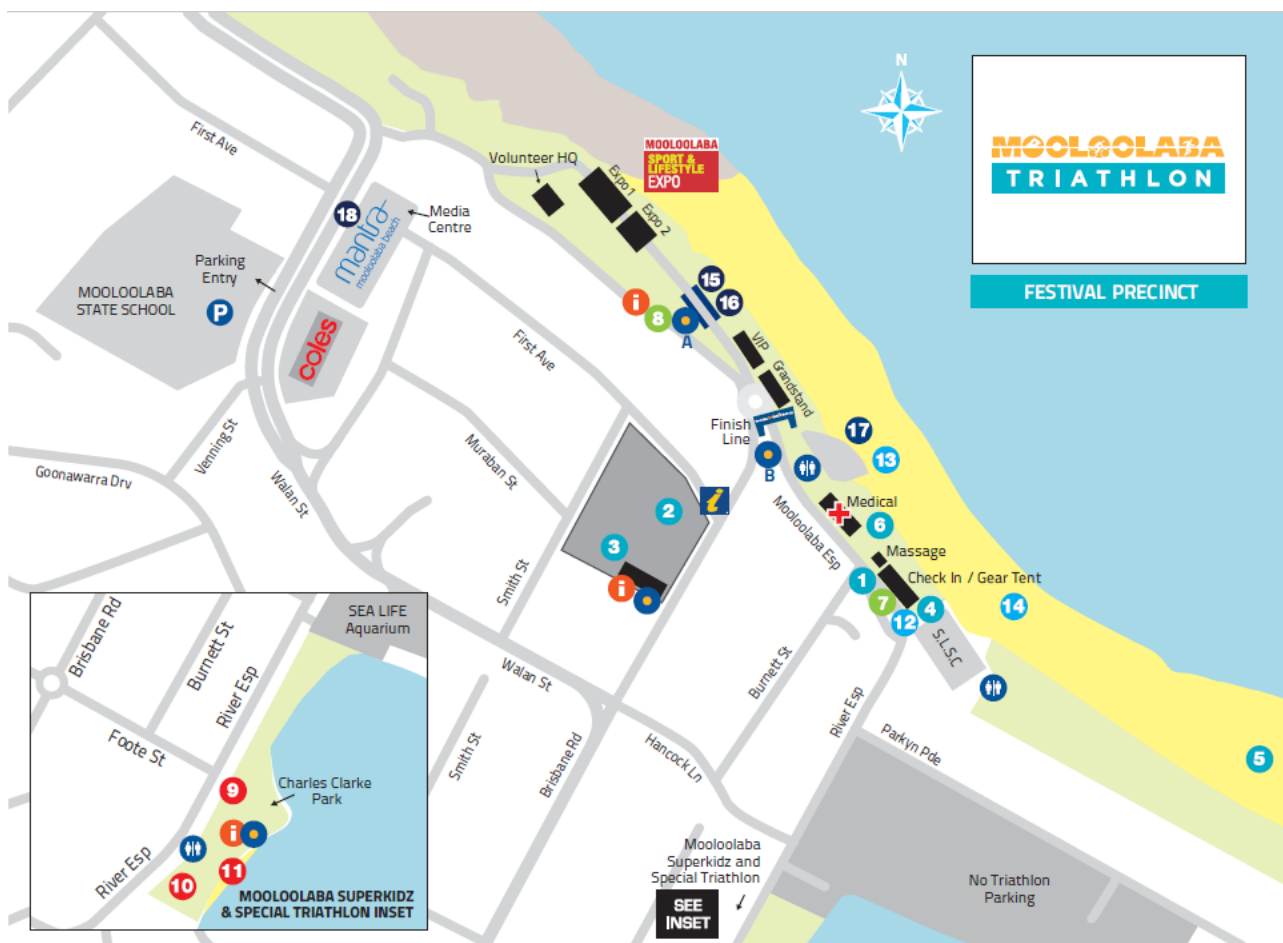 N
MOOLOOLABA
TRIATHLON
FESTIVAL PRECINCT
MOOLOOLABA
SPORT &
LIFESTYLE
EXPO
Volunteer HQ
Expo 1
Expo 2
First Ave
18
mantra
mooloolaba beach
Media
Centre
Parking
Entry
MOOLOOLABA
STATE SCHOOL
P
coles
15
16
i
8
A
VIP
Grandstand
First Ave
Finish
Line
B
17
13
Venning St
Goonawarra Drv
Walan St
Muraban St
2
i
3
i
Smith St
Medical
6
Mooloolaba Esp
Massage
Check In / Gear Tent
1
7
12
4
14
S.L.S.C
5
Walan St
Burnett St
River Esp
Parkyn Pde
Smith St
Brisbane Rd
Hancock Ln
Mooloolaba
Superkidz and
Special Triathlon
SEE
INSET
No Triathlon
Parking
SEA LIFE
Aquarium
Brisbane Rd
Burnett St
River Esp
Foote St
Charles Clarke
Park
9
i
11
10
River Esp
MOOLOOLABA SUPERKIDZ
& SPECIAL TRIATHLON INSET